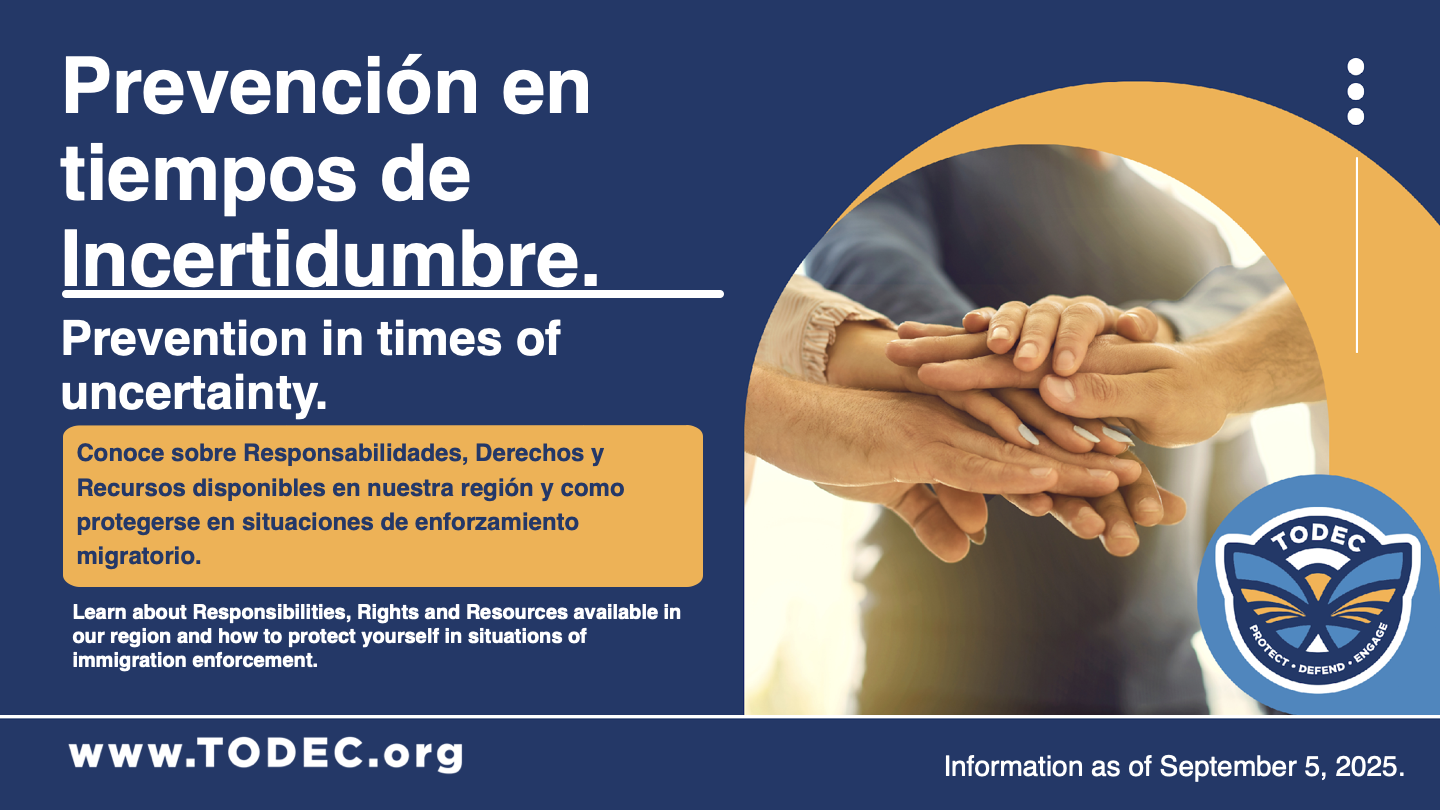 Prevención en
tiempos de
Incertidumbre.
Prevention in times of
uncertainty.
Conoce sobre Responsabilidades, Derechos y
Recursos disponibles en nuestra región y como
protegerse en situaciones de enforzamiento
migratorio.
Learn about Responsibilities, Rights and Resources available in
our region and how to protect yourself in situations of
immigration enforcement.
TODEC
PROTECT • DEFEND • ENGAGE
www.TODEC.org
Information as of September 5, 2025.